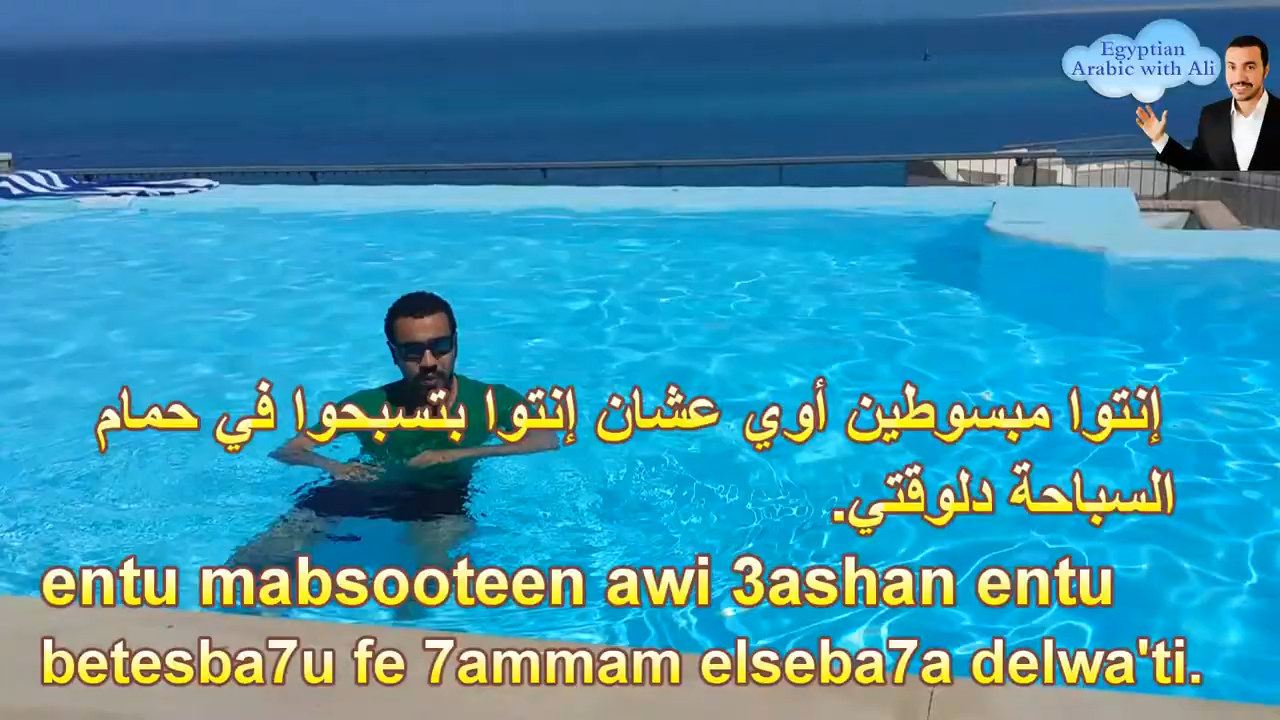 Egyptian
Arabic with Ali
إنتوا مبسوطين أوي عشان إنتوا بتسبحوا في حمام
السباحة دلوقتي.
entu mabsooteen awi 3ashan entu
betesba7u fe 7ammam elseba7a delwa'ti.